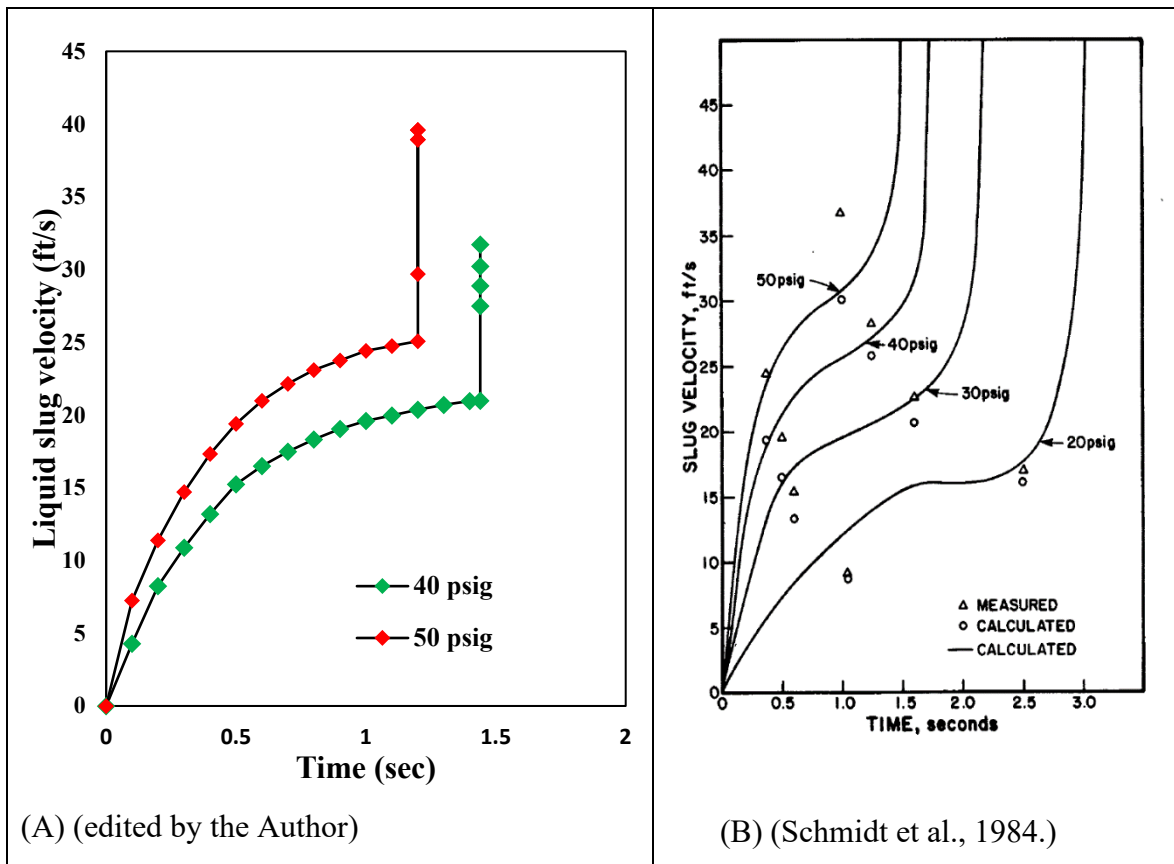 45
40
35
30
25
20
15
10
5
0
Liquid slug velocity (ft/s)
40 psig
50 psig
0 0.5 1 1.5 2
Time (sec)
(A) (edited by the Author)
45
40
35
30
25
20
15
10
5
0
SLUG VELOCITY, ft/s
50psig
40psig
30psig
20psig
MEASURED
CALCULATED
CALCULATED
0 0.5 1.0 1.5 2.0 2.5 3.0
TIME, seconds
(B) (Schmidt et al., 1984.)